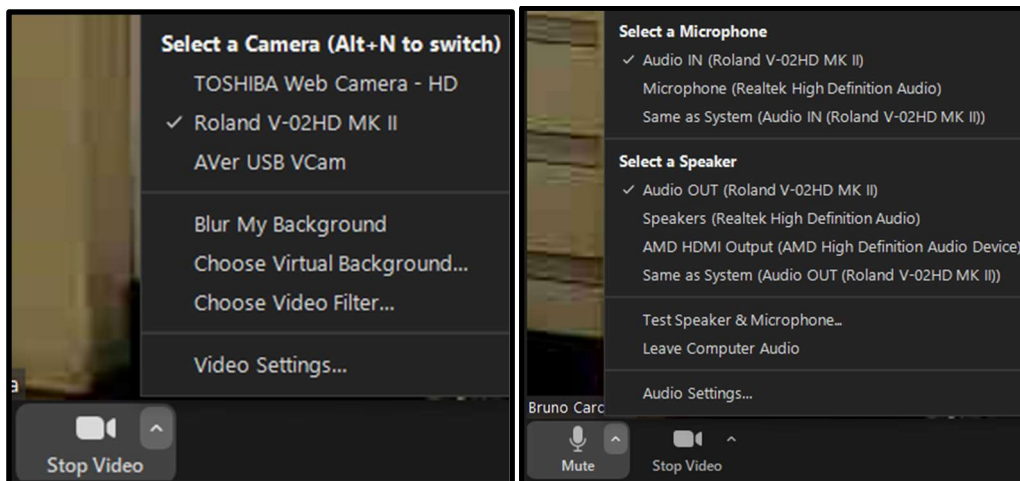 Select a Camera (Alt+N to switch)
TOSHIBA Web Camera - HD
Roland V-02HD MK II
AVer USB VCam
Blur My Background
Choose Virtual Background...
Choose Video Filter...
Video Settings...
a
Stop Video
Select a Microphone
Audio IN (Roland V-02HD MK II)
Microphone (Realtek High Definition Audio)
Same as System (Audio IN (Roland V-02HD MK II))
Select a Speaker
Audio OUT (Roland V-02HD MK II)
Speakers (Realtek High Definition Audio)
AMD HDMI Output (AMD High Definition Audio Device)
Same as System (Audio OUT (Roland V-02HD MK II))
Test Speaker & Microphone...
Leave Computer Audio
Audio Settings...
Bruno Carc
Mute
Stop Video